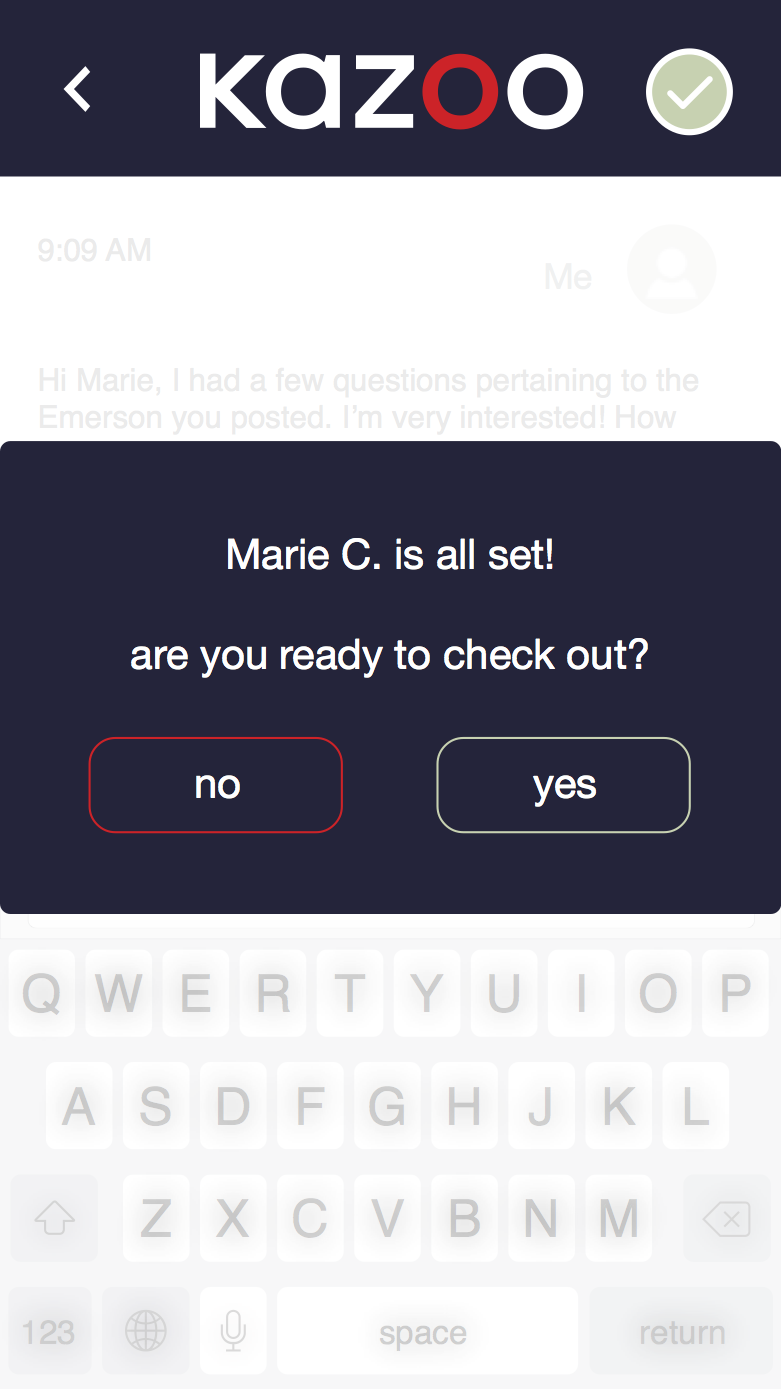 kazoo
9:09 AM
Me
Hi Marie, I had a few questions pertaining to the
Emerson you posted. I’m very interested! How
Marie C. is all set!
are you ready to check out?
no
yes
Q W E R T Y U I O P
A S D F G H J K L
Z X C V B N M
123
space
return